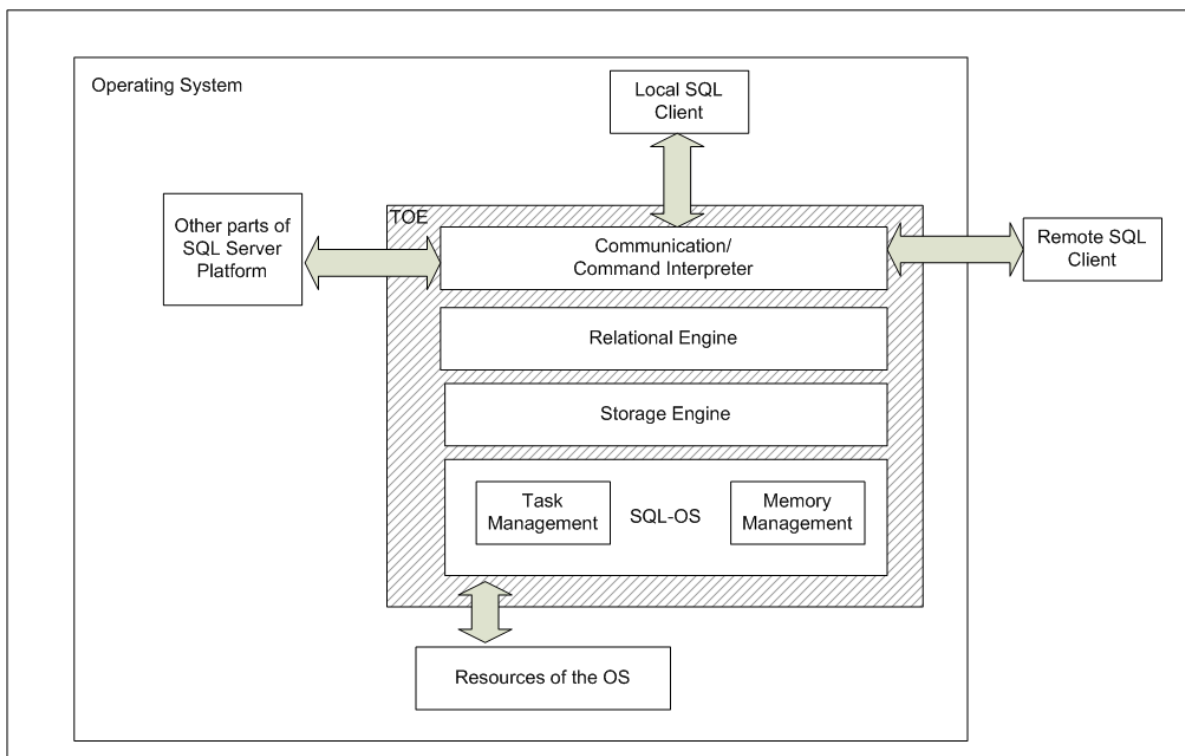 Operating System
Local SQL
Client
Other parts of
SQL Server
Platform
TOE
Communication/
Command Interpreter
Remote SQL
Client
Relational Engine
Storage Engine
Task
Management
SQL-OS
Memory
Management
Resources of the OS